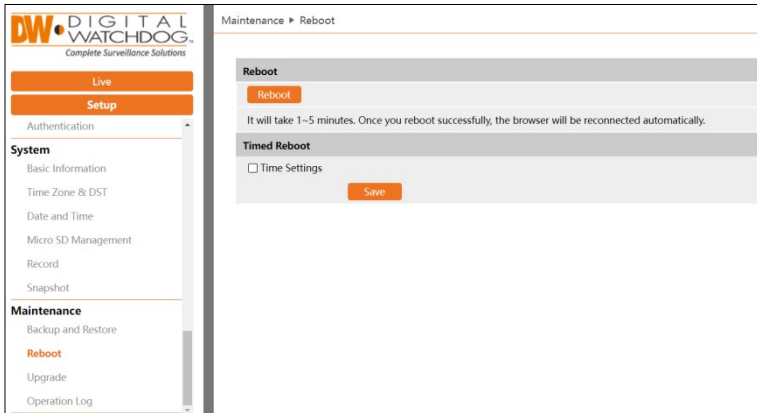 DW DIGITAL
WATCHDOG™
Complete Surveillance Solutions
Live
Setup
Authentication
System
Basic Information
Time Zone & DST
Date and Time
Micro SD Management
Record
Snapshot
Maintenance
Backup and Restore
Reboot
Upgrade
Operation Log
Maintenance ▶ Reboot
Reboot
Reboot
It will take 1~5 minutes. Once you reboot successfully, the browser will be reconnected automatically.
Timed Reboot
Time Settings
Save